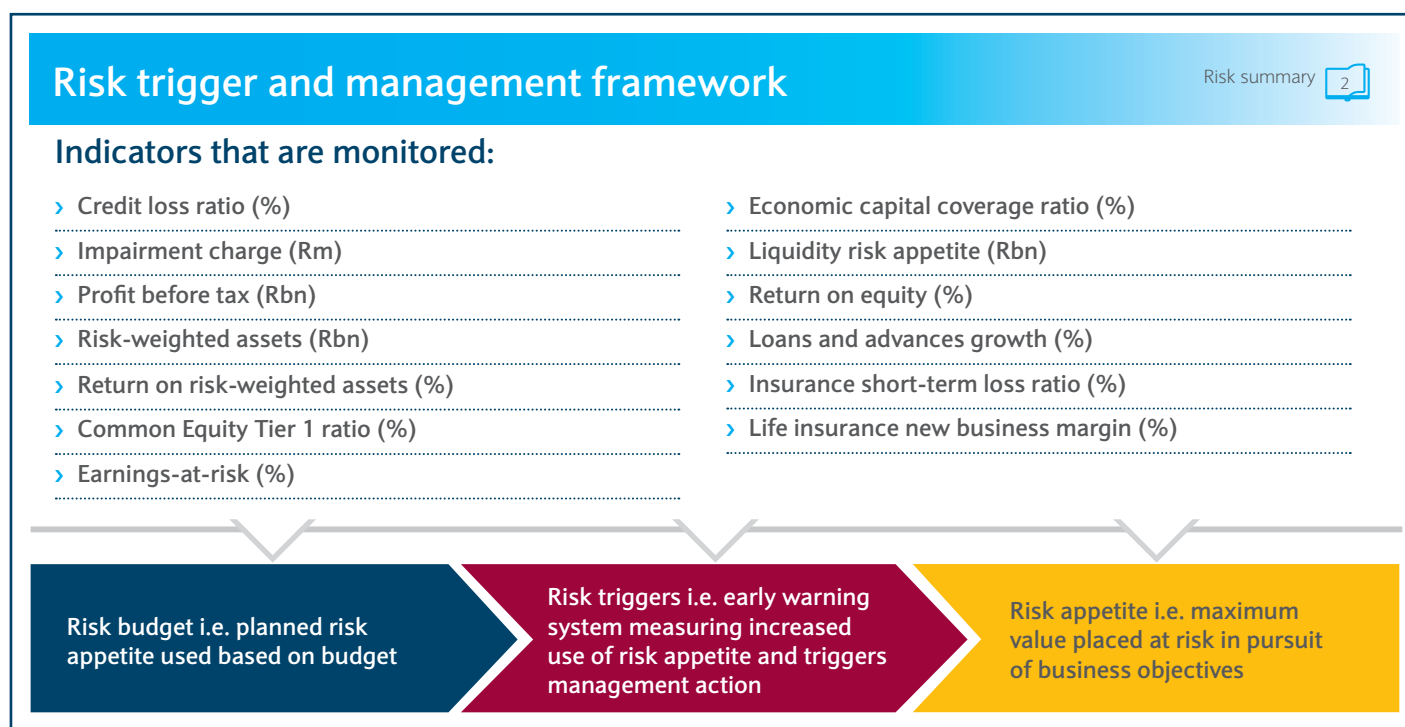 Risk trigger and management framework
Risk summary 2
Indicators that are monitored:
› Credit loss ratio (%)
› Impairment charge (Rm)
› Profit before tax (Rbn)
› Risk-weighted assets (Rbn)
› Return on risk-weighted assets (%)
› Common Equity Tier 1 ratio (%)
› Earnings-at-risk (%)
› Economic capital coverage ratio (%)
› Liquidity risk appetite (Rbn)
› Return on equity (%)
› Loans and advances growth (%)
› Insurance short-term loss ratio (%)
› Life insurance new business margin (%)
Risk budget i.e. planned risk
appetite used based on budget
Risk triggers i.e. early warning
system measuring increased
use of risk appetite and triggers
management action
Risk appetite i.e. maximum
value placed at risk in pursuit
of business objectives